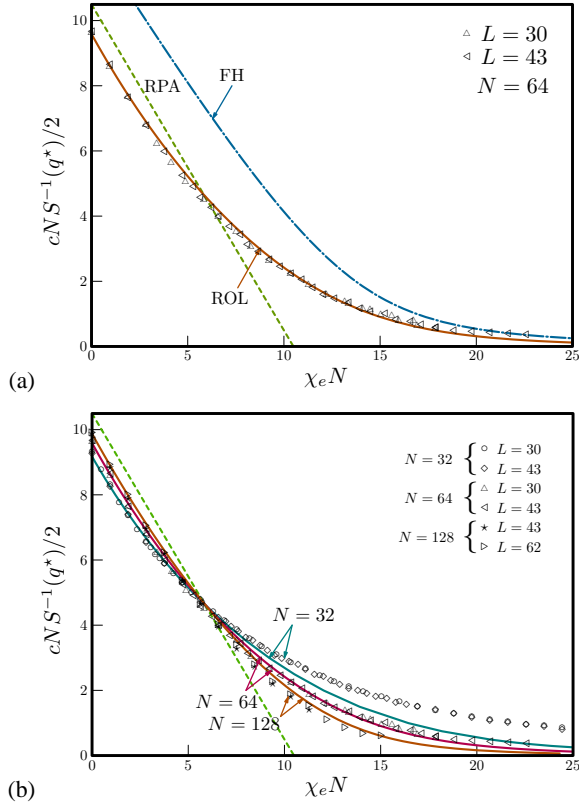 10
8
6
4
2
0
cNS⁻¹(q⋆)/2
FH
RPA
ROL
△ L = 30
◁ L = 43
N = 64
0 5 10 15 20 25
χₑN
(a)
10
8
6
4
2
0
cNS⁻¹(q⋆)/2
N = 32 { ○ L = 30
◇ L = 43
N = 64 { △ L = 30
◁ L = 43
N = 128 { ★ L = 43
▷ L = 62
N = 32
N = 64
N = 128
0 5 10 15 20 25
χₑN
(b)